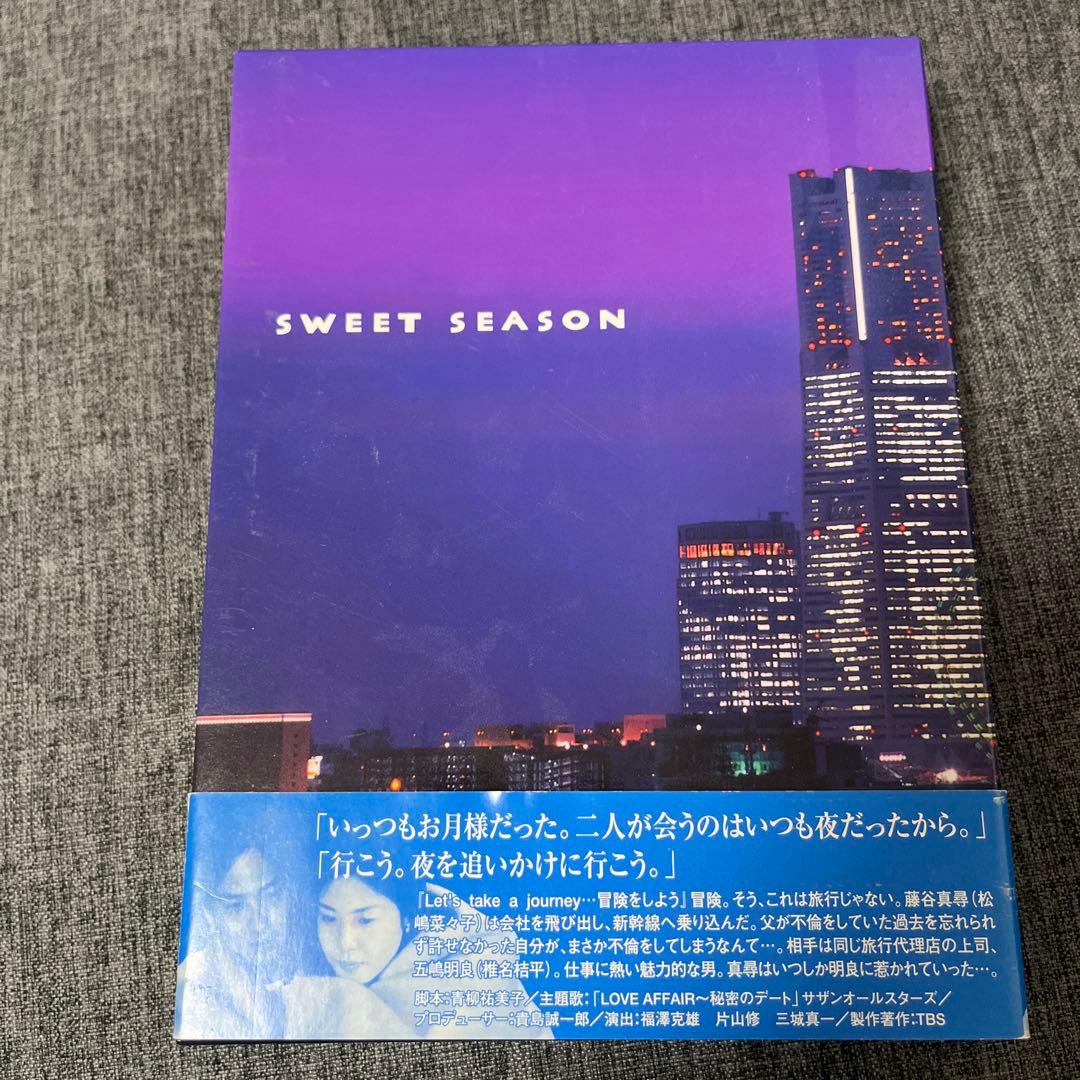 SWEET SEASON
「いっつもお月様だった。二人が会うのはいつも夜だったから。」
「行こう。夜を追いかけに行こう。」
『Let's take a journey…冒険をしよう』冒険。そう、これは旅行じゃない。藤谷真尋(松
嶋菜々子)は会社を飛び出し、新幹線へ乗り込んだ。父が不倫をしていた過去を忘れられ
ず許せなかった自分が、まさか不倫をしてしまうなんて…。相手は同じ旅行代理店の上司、
五嶋明良(椎名桔平)。仕事に熱い魅力的な男。真尋はいつしか明良に惹かれていった…。
脚本:青柳祐美子/主題歌:「LOVE AFFAIR〜秘密のデート」サザンオールスターズ/
プロデューサー:貴島誠一郎/演出:福澤克雄 片山修 三城真一/製作著作:TBS